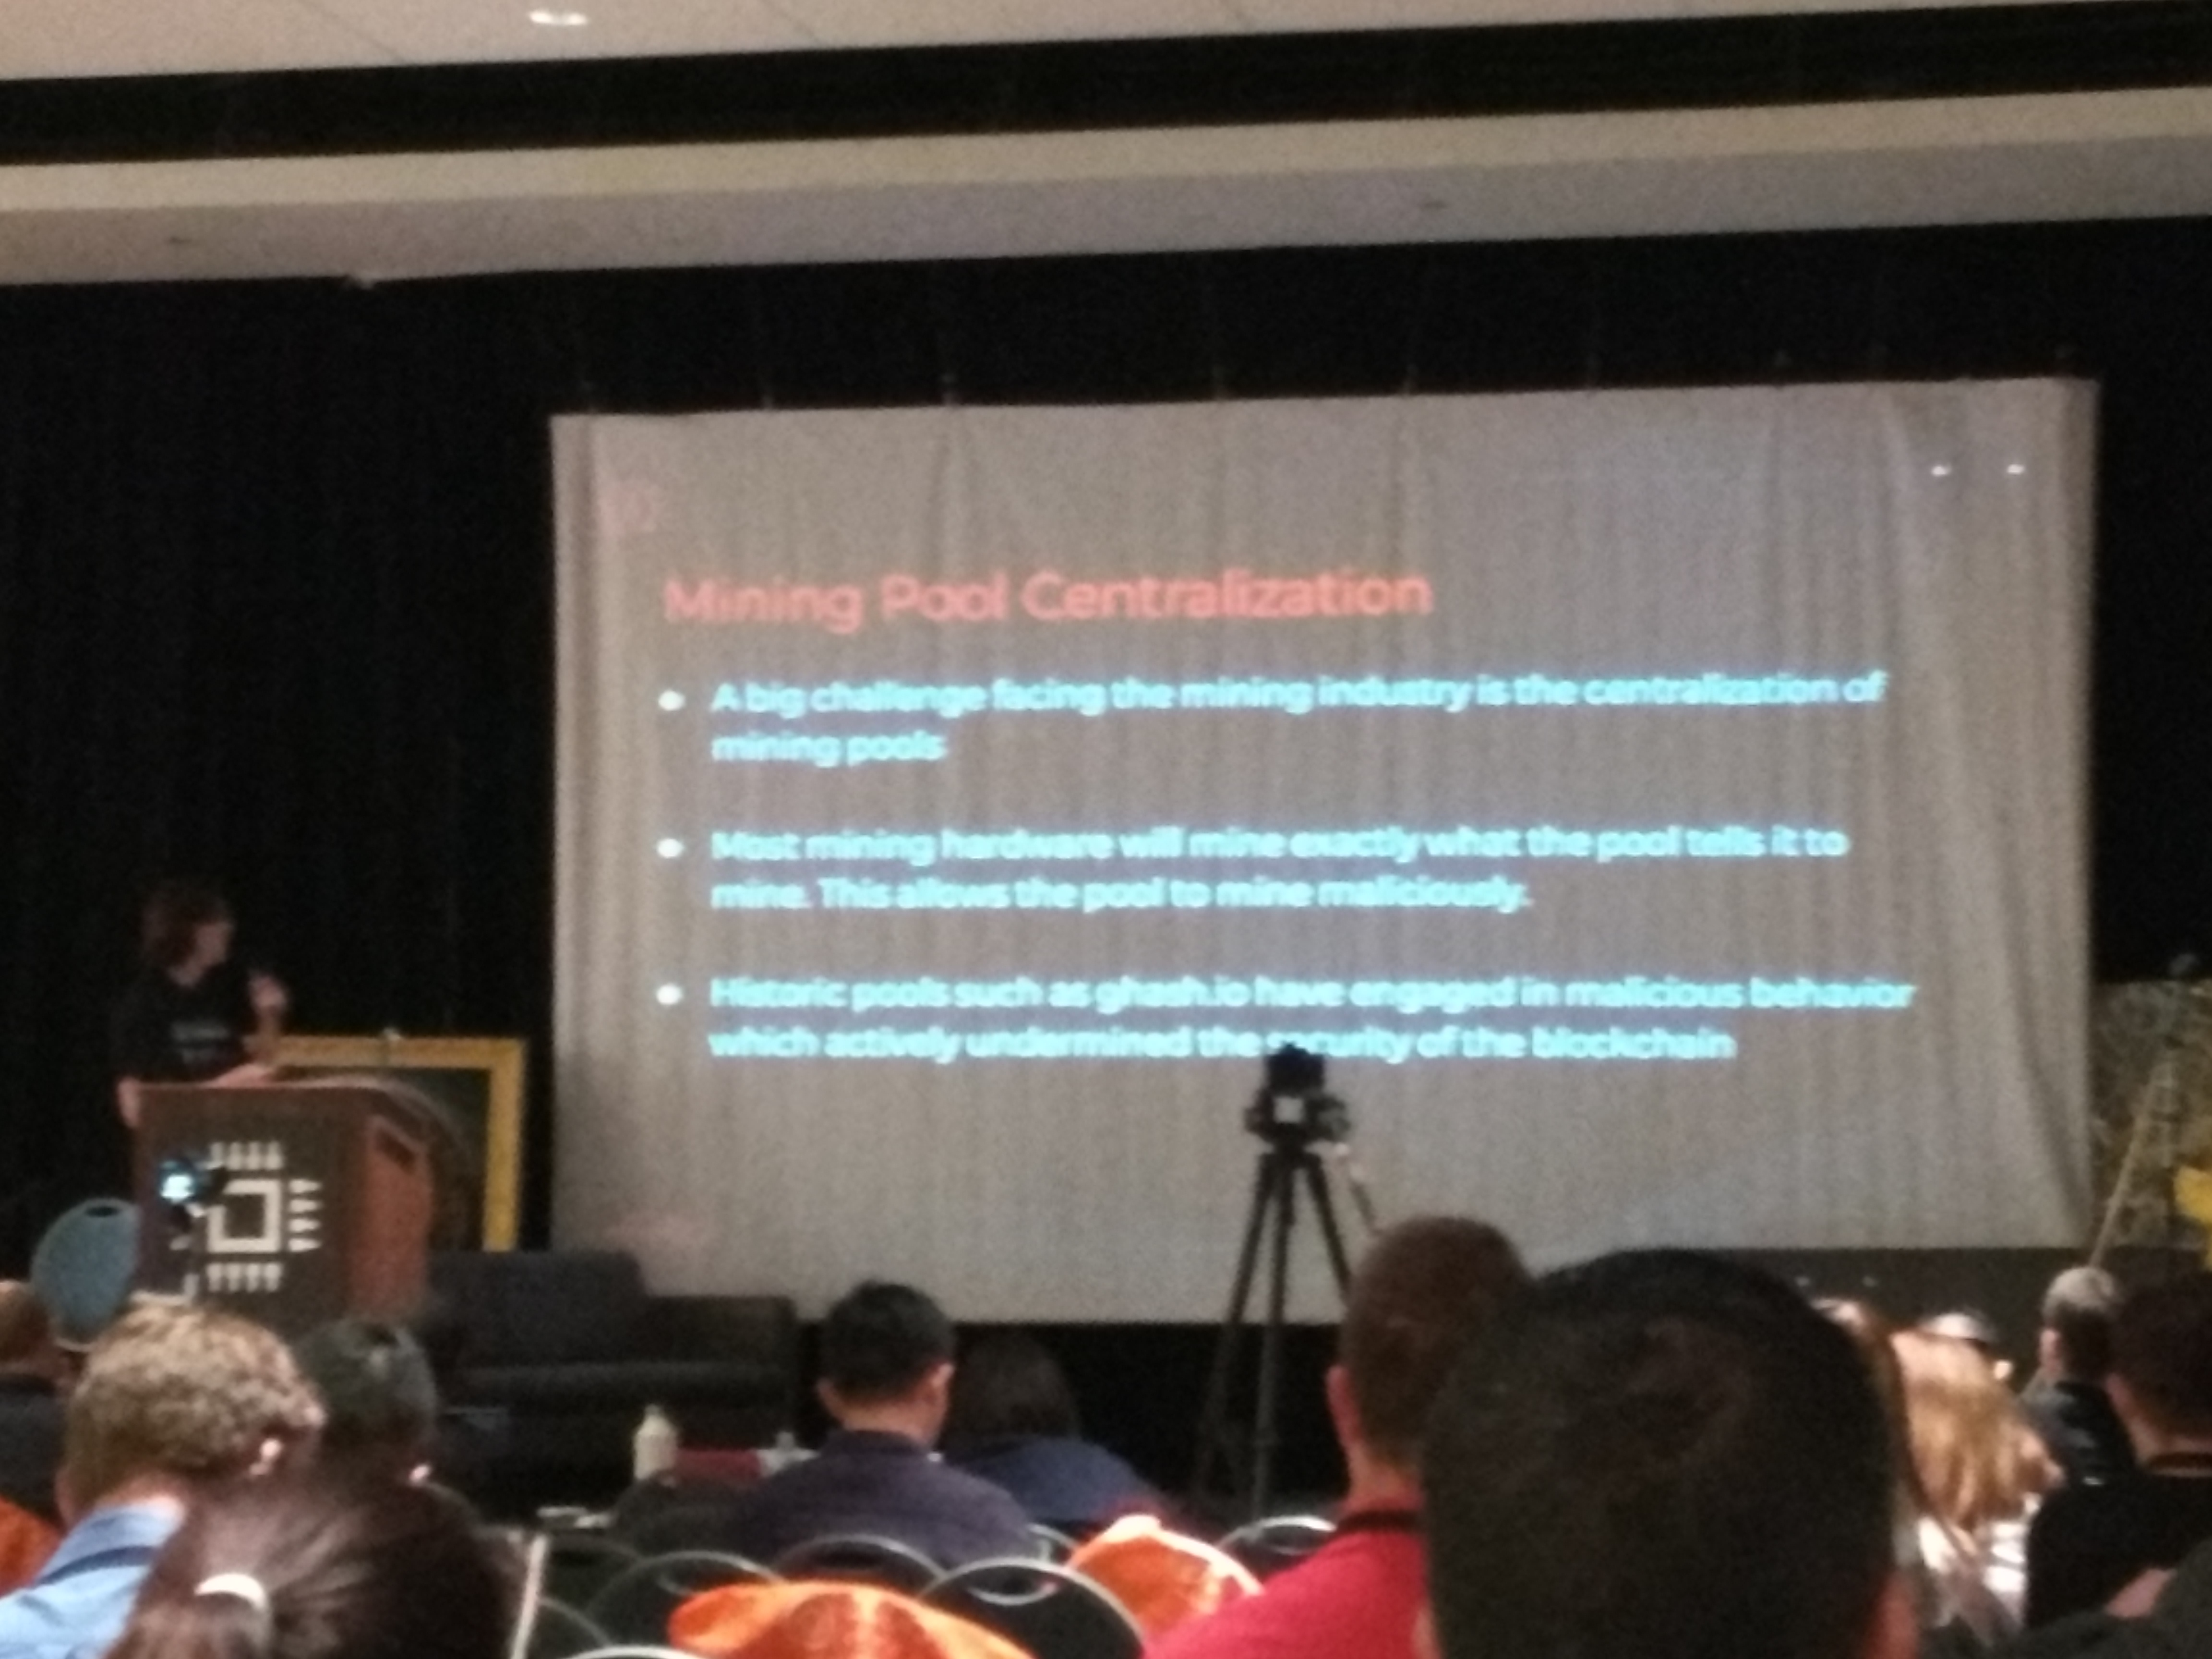 Mining Pool Centralization
A big challenge facing the mining industry is the centralization of
mining pools
Most mining hardware will mine exactly what the pool tells it to
mine. This allows the pool to mine maliciously.
Historic pools such as ghash.io have engaged in malicious behavior
which actively undermined the security of the blockchain